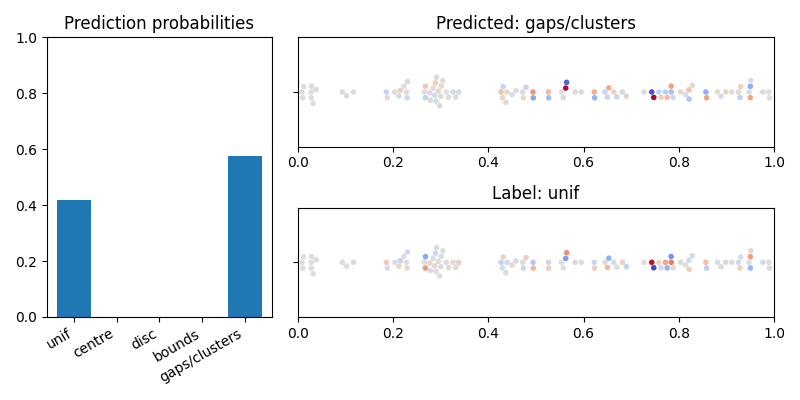 Prediction probabilities
1.0
0.8
0.6
0.4
0.2
0.0
unif
centre
disc
bounds
gaps/clusters
Predicted: gaps/clusters
0.0 0.2 0.4 0.6 0.8 1.0
Label: unif
0.0 0.2 0.4 0.6 0.8 1.0